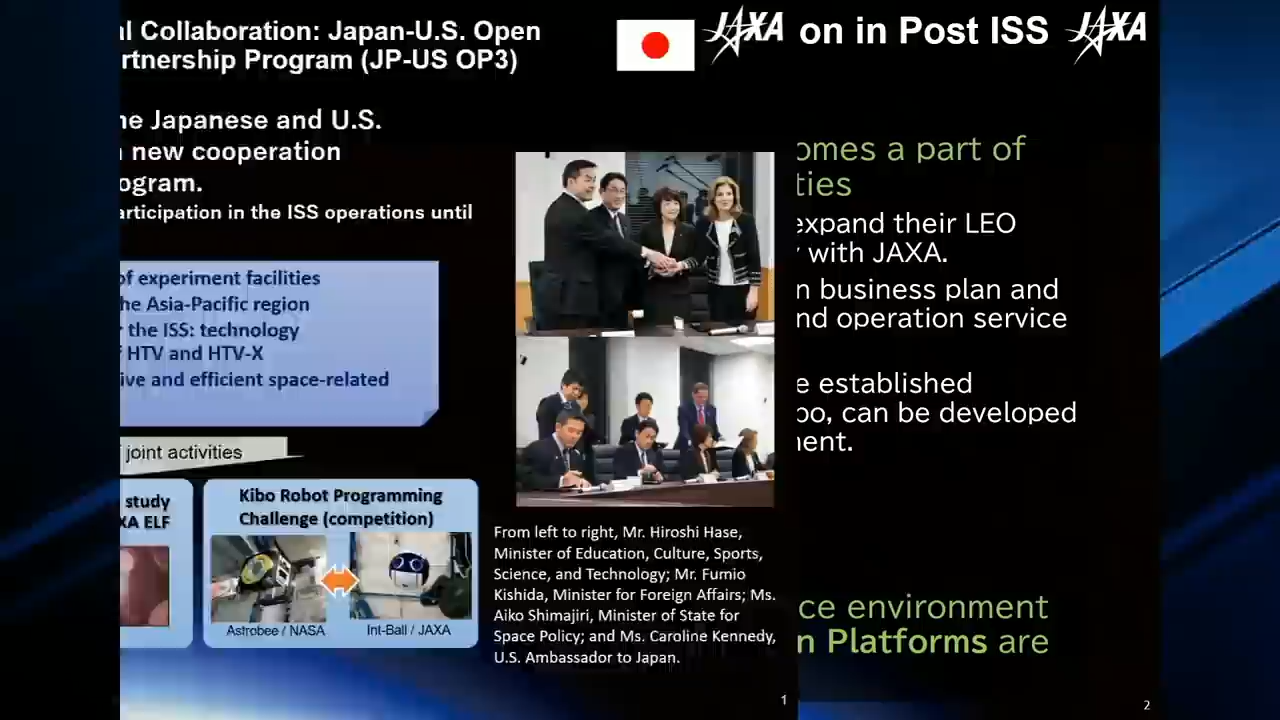 l Collaboration: Japan-U.S. Open
rtnership Program (JP-US OP3)
he Japanese and U.S.
new cooperation
ogram.
articipation in the ISS operations until
of experiment facilities
he Asia-Pacific region
r the ISS: technology
f HTV and HTV-X
ive and efficient space-related
joint activities
study
XA ELF
Kibo Robot Programming
Challenge (competition)
Astrobee / NASA
Int-Ball / JAXA
From left to right, Mr. Hiroshi Hase,
Minister of Education, Culture, Sports,
Science, and Technology; Mr. Fumio
Kishida, Minister for Foreign Affairs; Ms.
Aiko Shimajiri, Minister of State for
Space Policy; and Ms. Caroline Kennedy,
U.S. Ambassador to Japan.
1
JAXA
on in Post ISS
JAXA
omes a part of
ties
expand their LEO
with JAXA.
n business plan and
nd operation service
e established
bo, can be developed
ent.
ce environment
n Platforms are
2